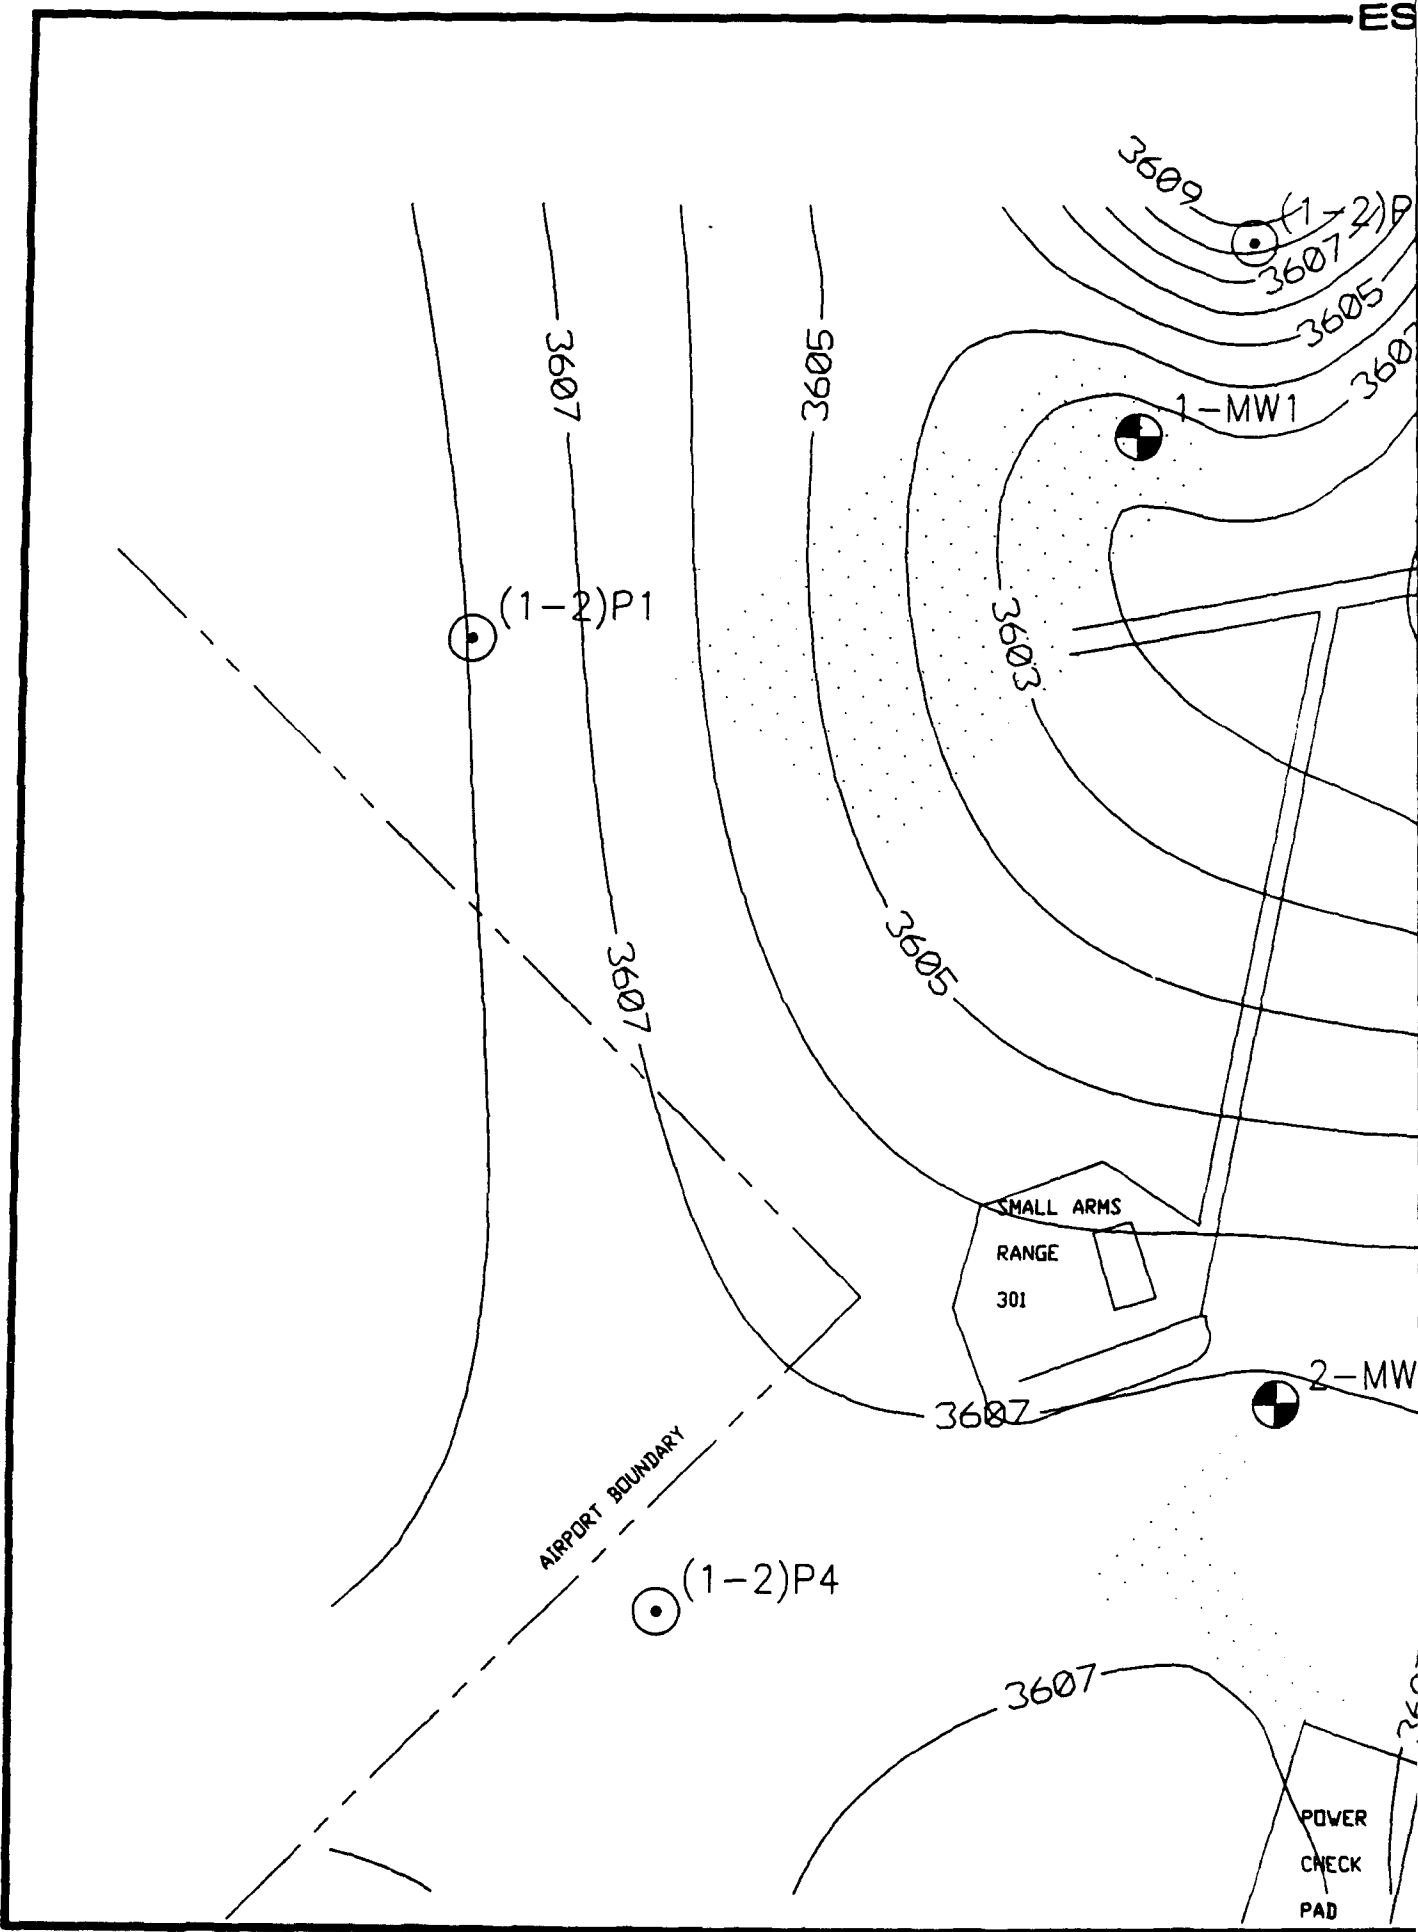 ES
3609
(1-2)P
3607
3605
3607
3605
1-MW1
(1-2)P1
3603
3605
3607
SMALL ARMS
RANGE
301
2-MW
3607
AIRPORT BOUNDARY
(1-2)P4
3607
POWER
CHECK
PAD